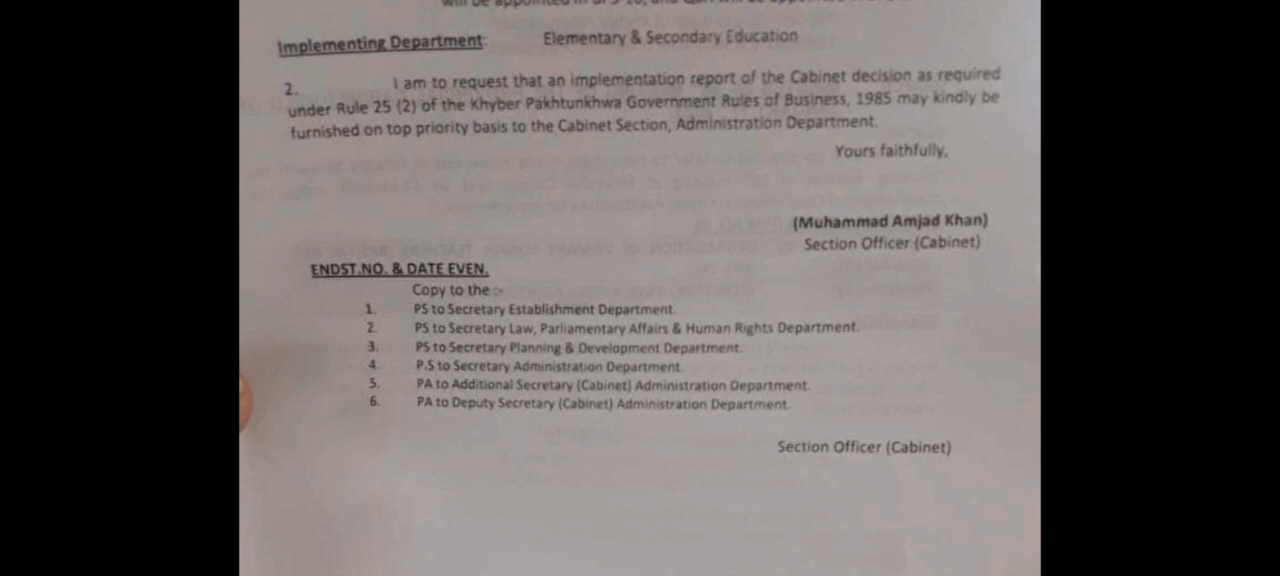 will be appointed in
Implementing Department: Elementary & Secondary Education
2. I am to request that an implementation report of the Cabinet decision as required
under Rule 25 (2) of the Khyber Pakhtunkhwa Government Rules of Business, 1985 may kindly be
furnished on top priority basis to the Cabinet Section, Administration Department.
Yours faithfully,
(Muhammad Amjad Khan)
Section Officer (Cabinet)
ENDST.NO. & DATE EVEN.
Copy to the :-
1. PS to Secretary Establishment Department.
2. PS to Secretary Law, Parliamentary Affairs & Human Rights Department.
3. PS to Secretary Planning & Development Department.
4. P.S to Secretary Administration Department.
5. PA to Additional Secretary (Cabinet) Administration Department.
6. PA to Deputy Secretary (Cabinet) Administration Department.
Section Officer (Cabinet)